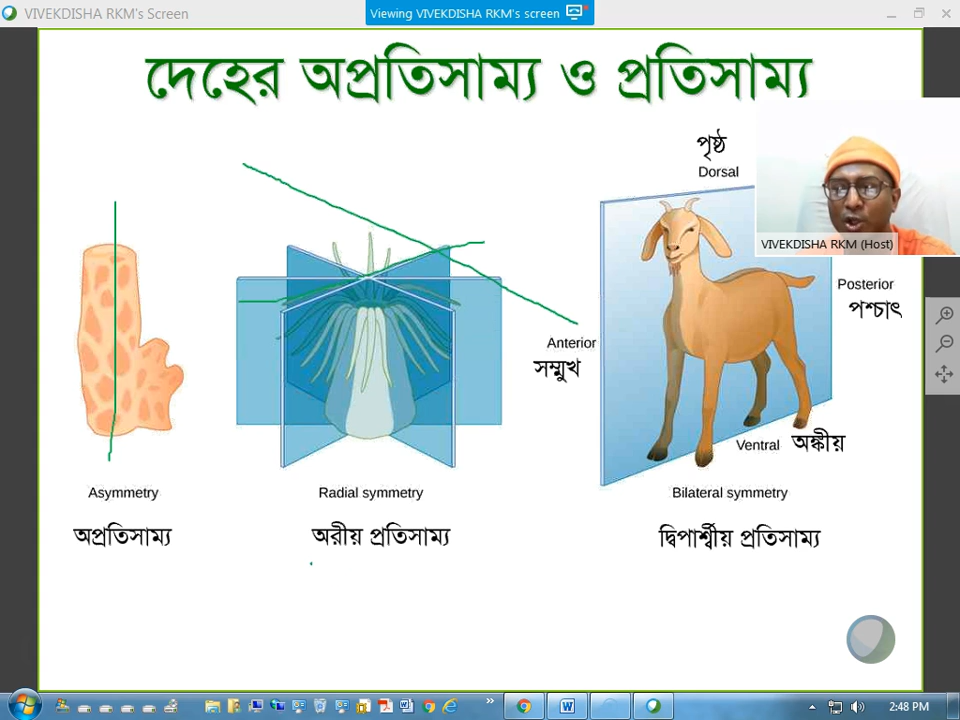 VIVEKDISHA RKM's Screen
Viewing VIVEKDISHA RKM's screen
দেহের অপ্রতিসাম্য ও প্রতিসাম্য
পৃষ্ঠ
Dorsal
VIVEKDISHA RKM (Host)
Posterior
পশ্চাৎ
Anterior
সম্মুখ
Ventral অঙ্কীয়
Asymmetry
Radial symmetry
Bilateral symmetry
অপ্রতিসাম্য
অরীয় প্রতিসাম্য
দ্বিপার্শ্বীয় প্রতিসাম্য
2:48 PM